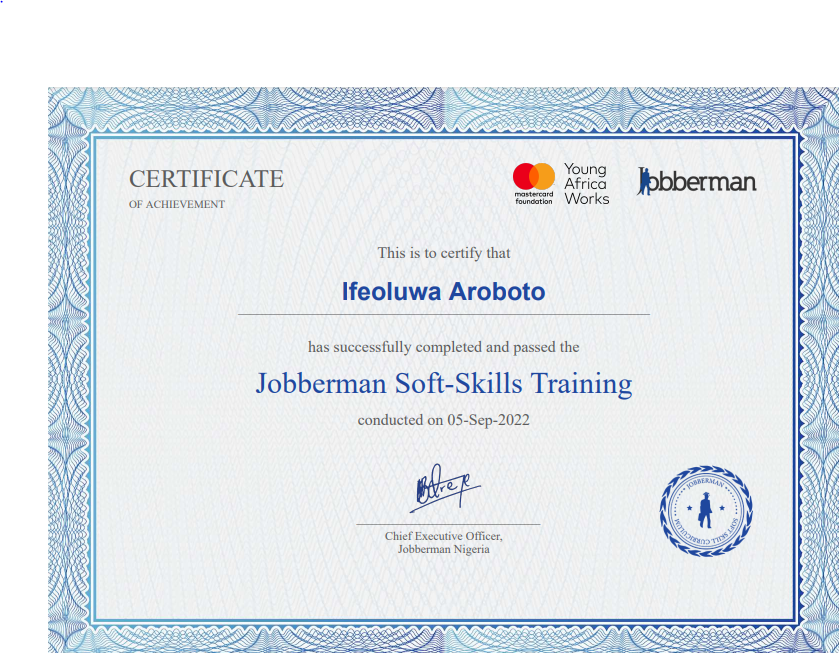 CERTIFICATE
OF ACHIEVEMENT
mastercard
foundation
Young
Africa
Works
Jobberman
This is to certify that
Ifeoluwa Aroboto
has successfully completed and passed the
Jobberman Soft-Skills Training
conducted on 05-Sep-2022
Chief Executive Officer,
Jobberman Nigeria
JOBBERMAN
SOFT SKILL CURRICULUM